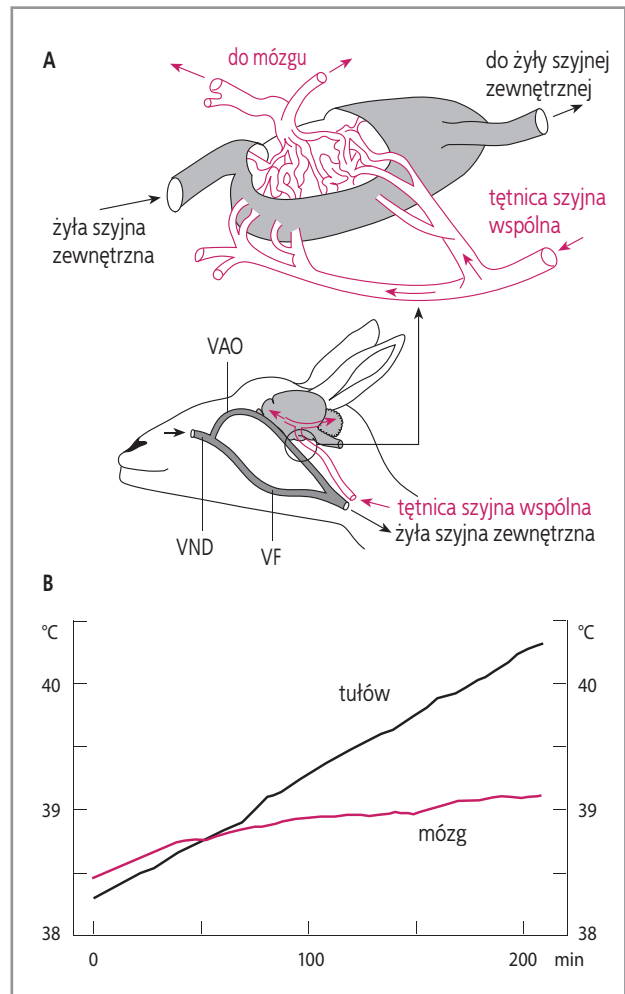 A
do mózgu
do żyły szyjnej
zewnętrznej
żyła szyjna
zewnętrzna
tętnica szyjna
wspólna
VAO
tętnica szyjna wspólna
żyła szyjna zewnętrzna
VND
VF
B
°C
°C
40
40
39
39
38
38
tułów
mózg
0
100
200
min